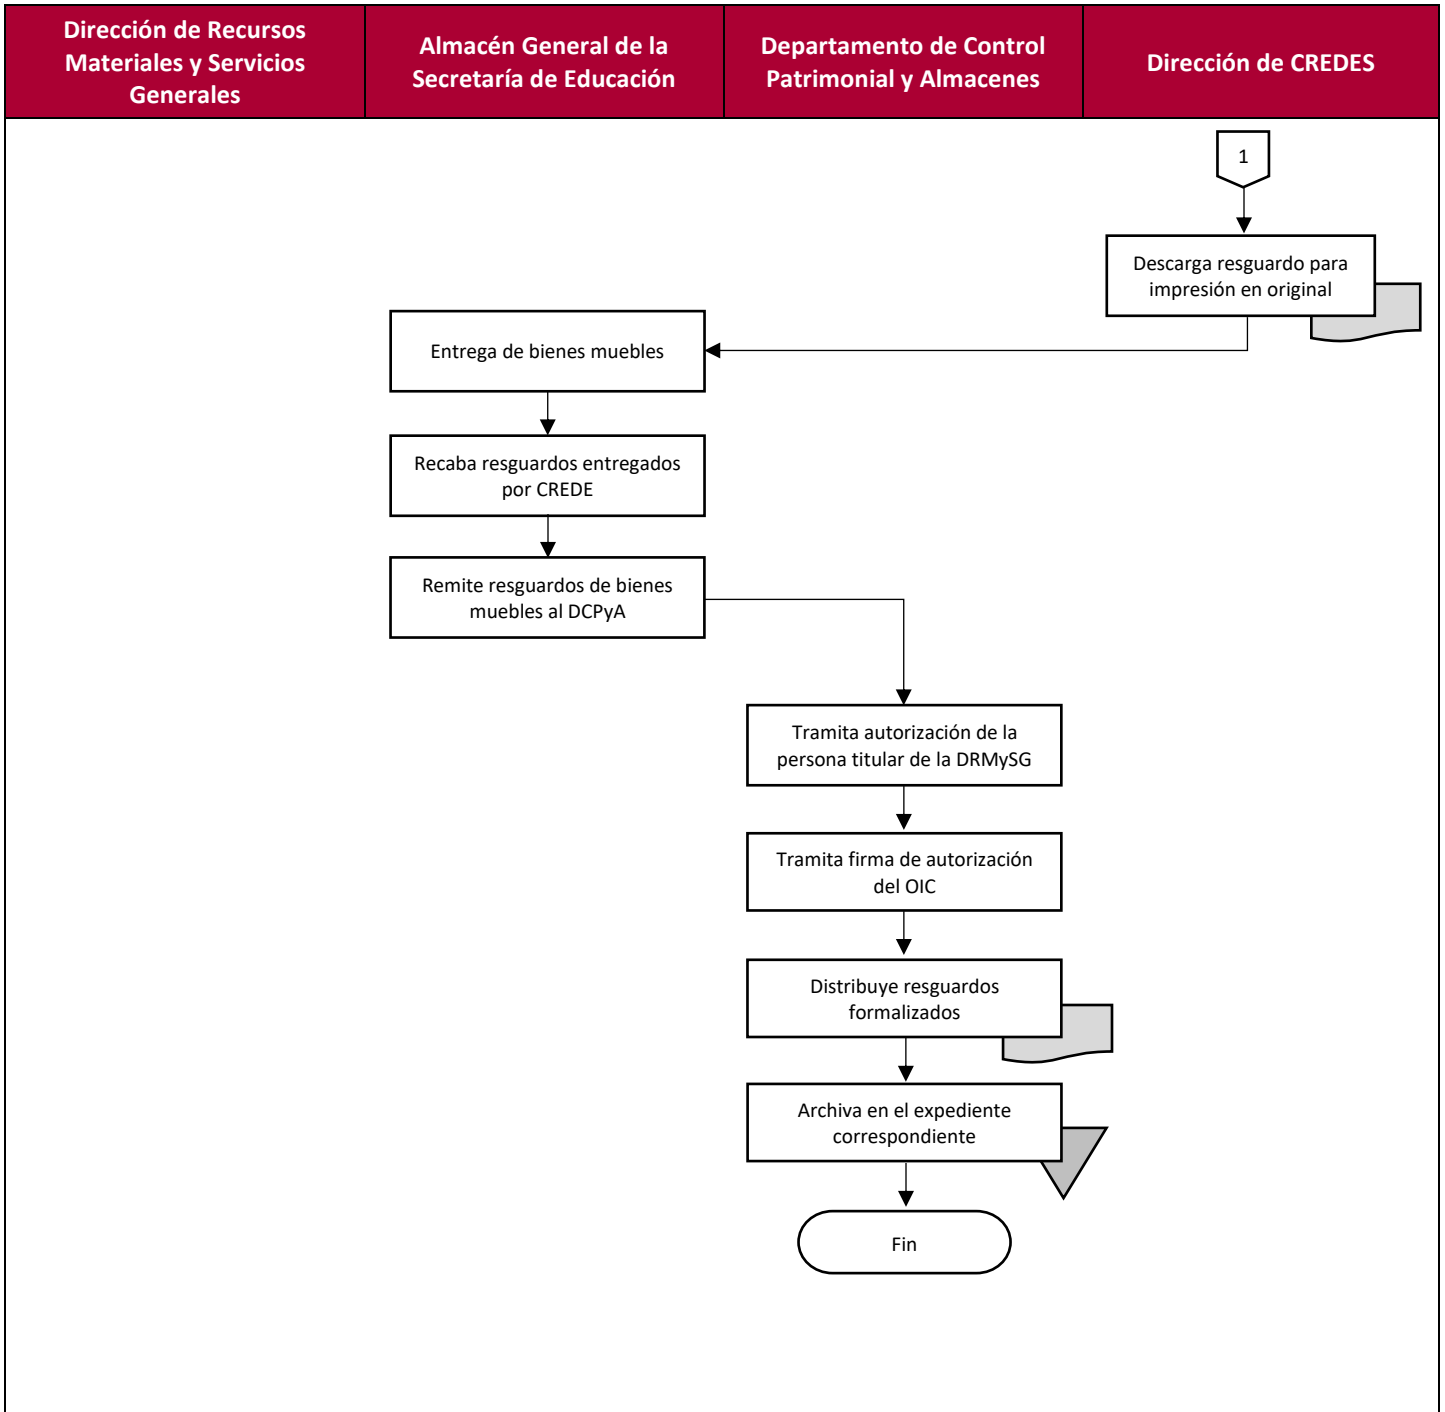 Dirección de Recursos
Materiales y Servicios
Generales
Almacén General de la
Secretaría de Educación
Departamento de Control
Patrimonial y Almacenes
Dirección de CREDES
1
Descarga resguardo para
impresión en original
Entrega de bienes muebles
Recaba resguardos entregados
por CREDE
Remite resguardos de bienes
muebles al DCPyA
Tramita autorización de la
persona titular de la DRMySG
Tramita firma de autorización
del OIC
Distribuye resguardos
formalizados
Archiva en el expediente
correspondiente
Fin